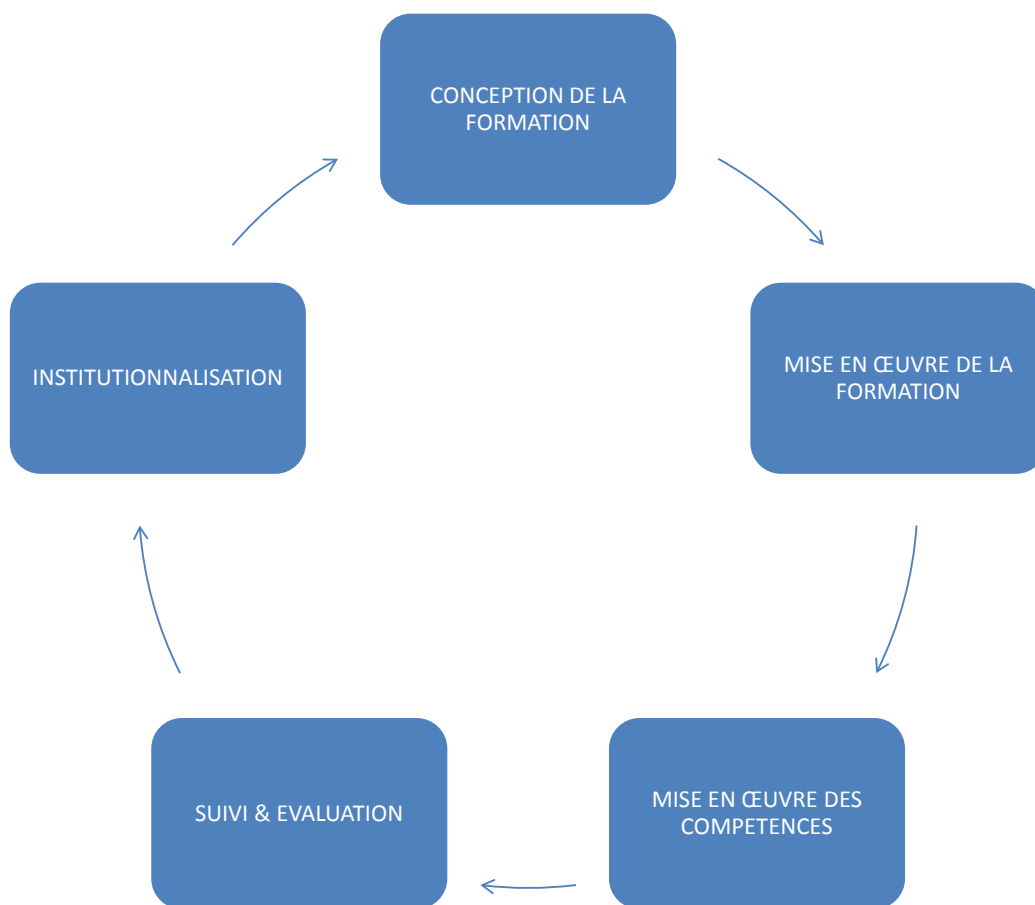 CONCEPTION DE LA
FORMATION
MISE EN ŒUVRE DE LA
FORMATION
MISE EN ŒUVRE DES
COMPETENCES
SUIVI & EVALUATION
INSTITUTIONNALISATION